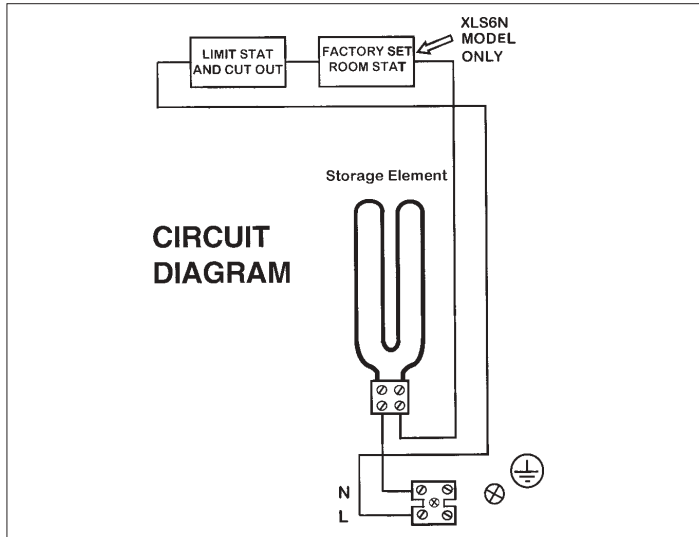 XLS6N
MODEL
ONLY
LIMIT STAT
AND CUT OUT
FACTORY SET
ROOM STAT
Storage Element
CIRCUIT
DIAGRAM
N
L